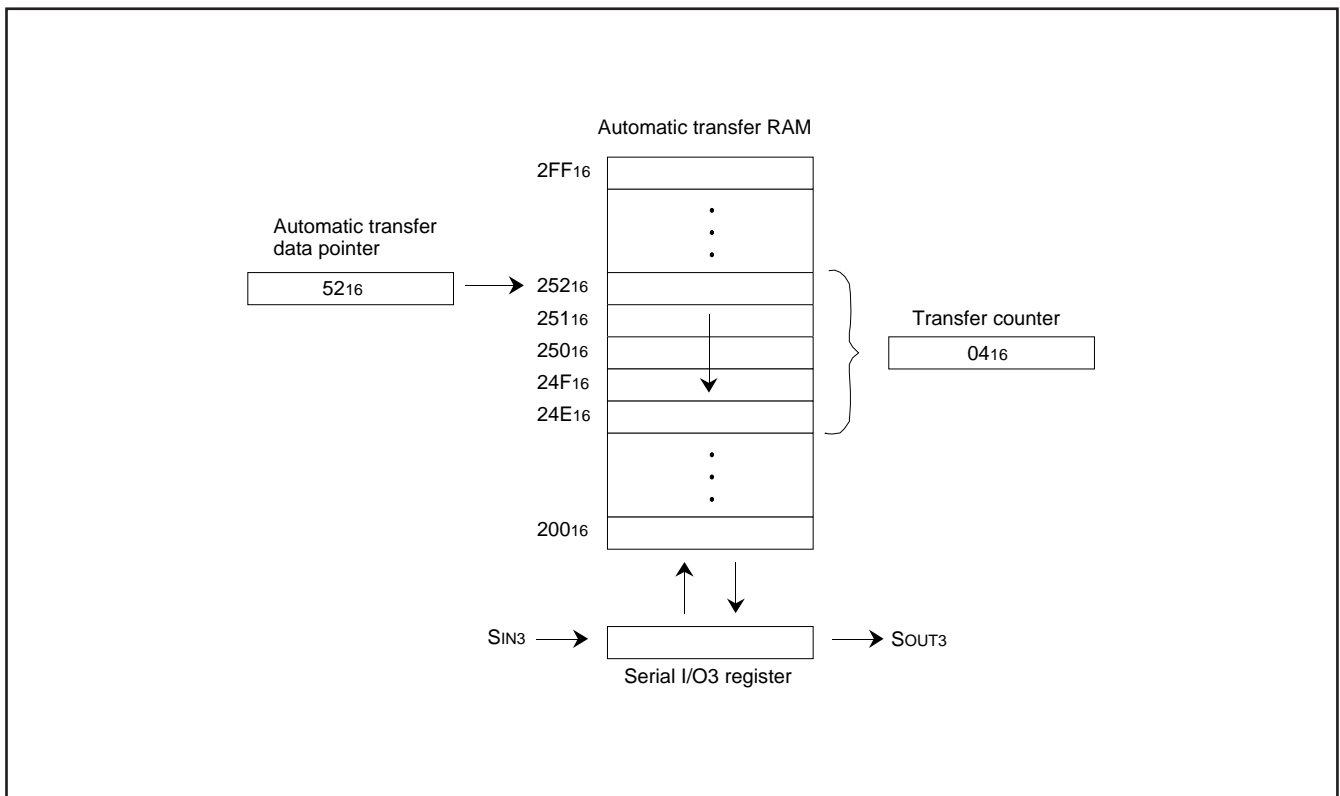 Automatic transfer RAM
2FF16
Automatic transfer
data pointer
5216
25216
25116
25016
24F16
24E16
Transfer counter
0416
20016
SIN3
SOUT3
Serial I/O3 register